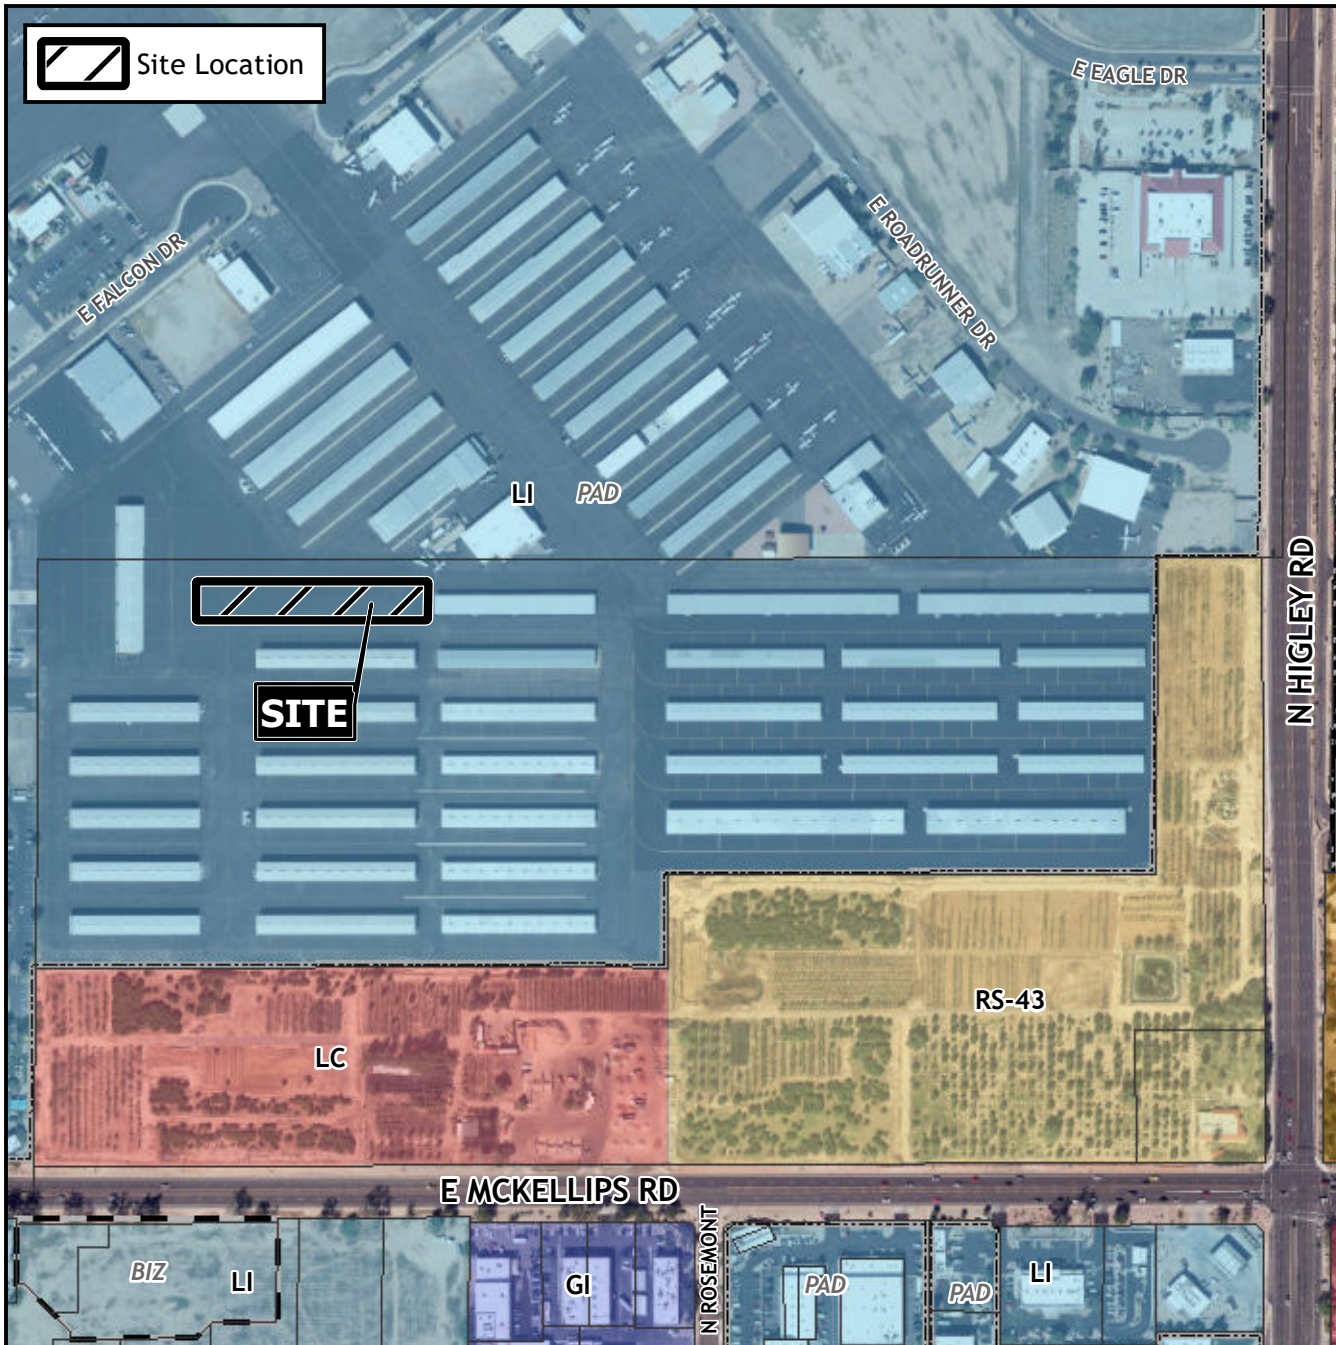 Site Location
E EAGLE DR
E FALCON DR
E ROADRUNNER DR
LI
PAD
N HIGLEY RD
SITE
RS-43
LC
E MCKELLIPS RD
N ROSEMONT
BIZ
LI
GI
PAD
PAD
LI